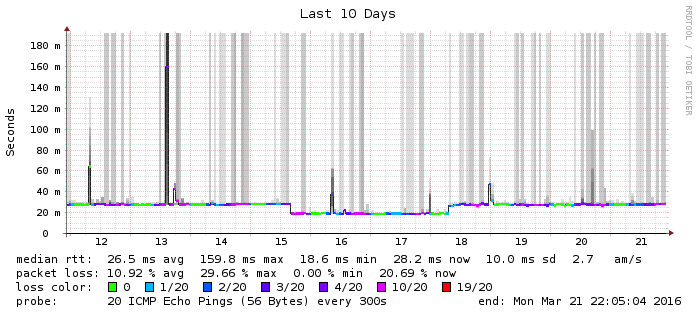 Last 10 Days
RRDTOOL / TOBI OETIKER
Seconds
180 m
160 m
140 m
120 m
100 m
80 m
60 m
40 m
20 m
0
12 13 14 15 16 17 18 19 20 21
median rtt: 26.5 ms avg 159.8 ms max 18.6 ms min 28.2 ms now 10.0 ms sd 2.7 am/s
packet loss: 10.92 % avg 29.66 % max 0.00 % min 20.69 % now
loss color: 0 1/20 2/20 3/20 4/20 10/20 19/20
probe: 20 ICMP Echo Pings (56 Bytes) every 300s end: Mon Mar 21 22:05:04 2016